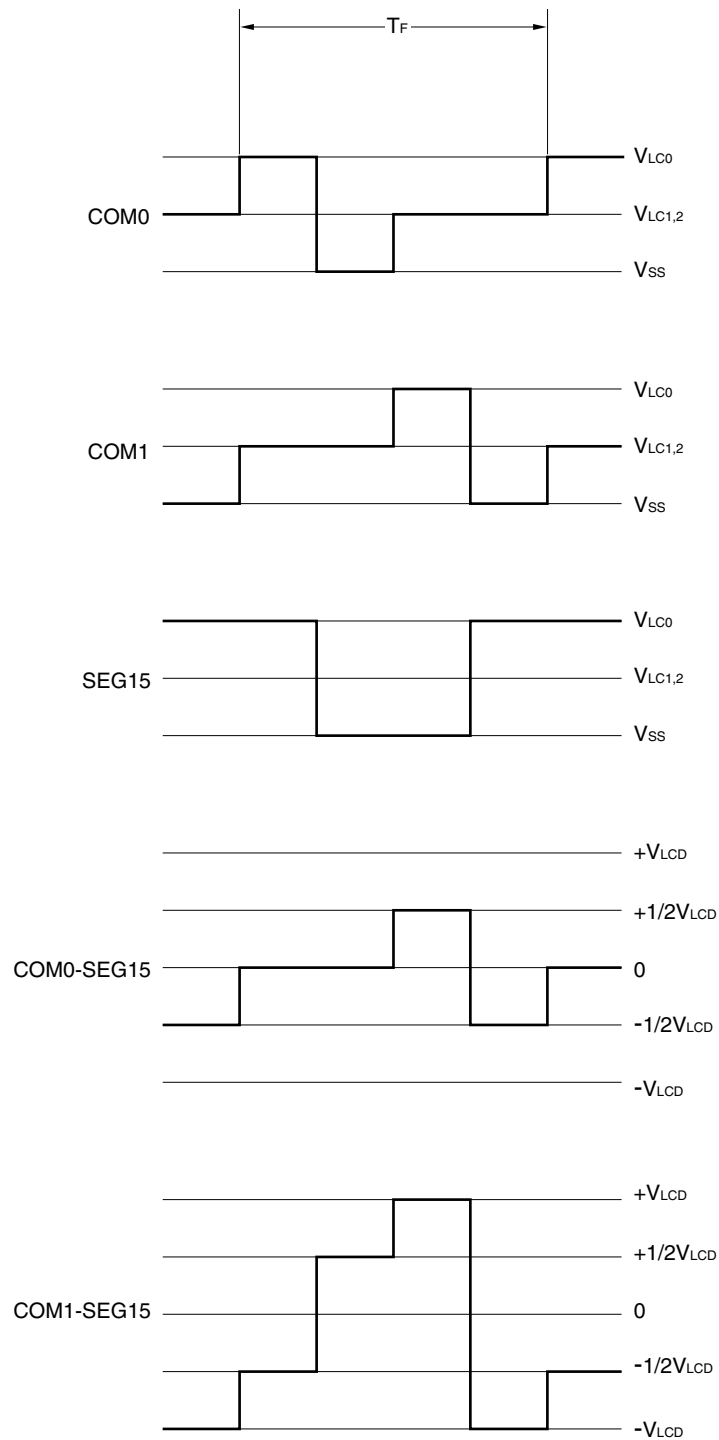 TF
VLC0
COM0
VLC1,2
VSS
VLC0
COM1
VLC1,2
VSS
VLC0
SEG15
VLC1,2
VSS
+VLCD
+1/2VLCD
COM0-SEG15
0
-1/2VLCD
-VLCD
+VLCD
+1/2VLCD
COM1-SEG15
0
-1/2VLCD
-VLCD